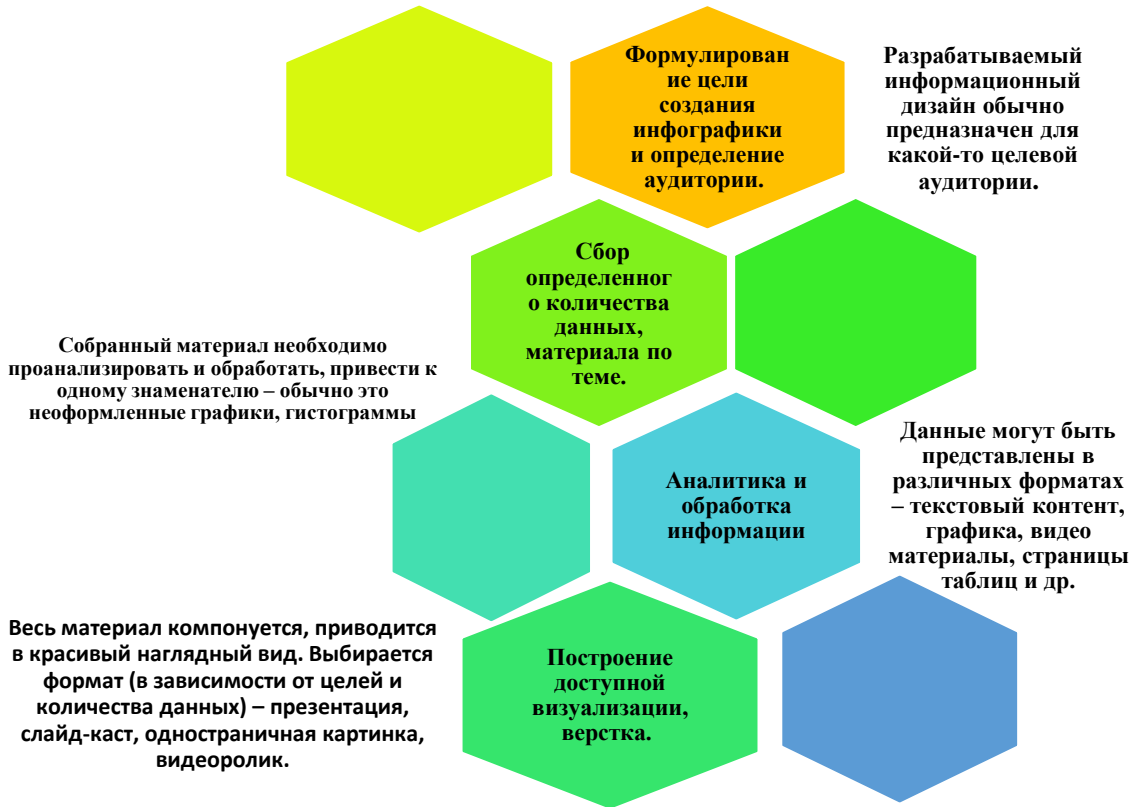 Формулирован
ие цели
создания
инфографики
и определение
аудитории.
Разрабатываемый
информационный
дизайн обычно
предназначен для
какой-то целевой
аудитории.
Сбор
определенног
о количества
данных,
материала по
теме.
Собранный материал необходимо
проанализировать и обработать, привести к
одному знаменателю – обычно это
неоформленные графики, гистограммы
Аналитика и
обработка
информации
Данные могут быть
представлены в
различных форматах
– текстовый контент,
графика, видео
материалы, страницы
таблиц и др.
Весь материал компонуется, приводится
в красивый наглядный вид. Выбирается
формат (в зависимости от целей и
количества данных) – презентация,
слайд-каст, одностраничная картинка,
видеоролик.
Построение
доступной
визуализации,
верстка.